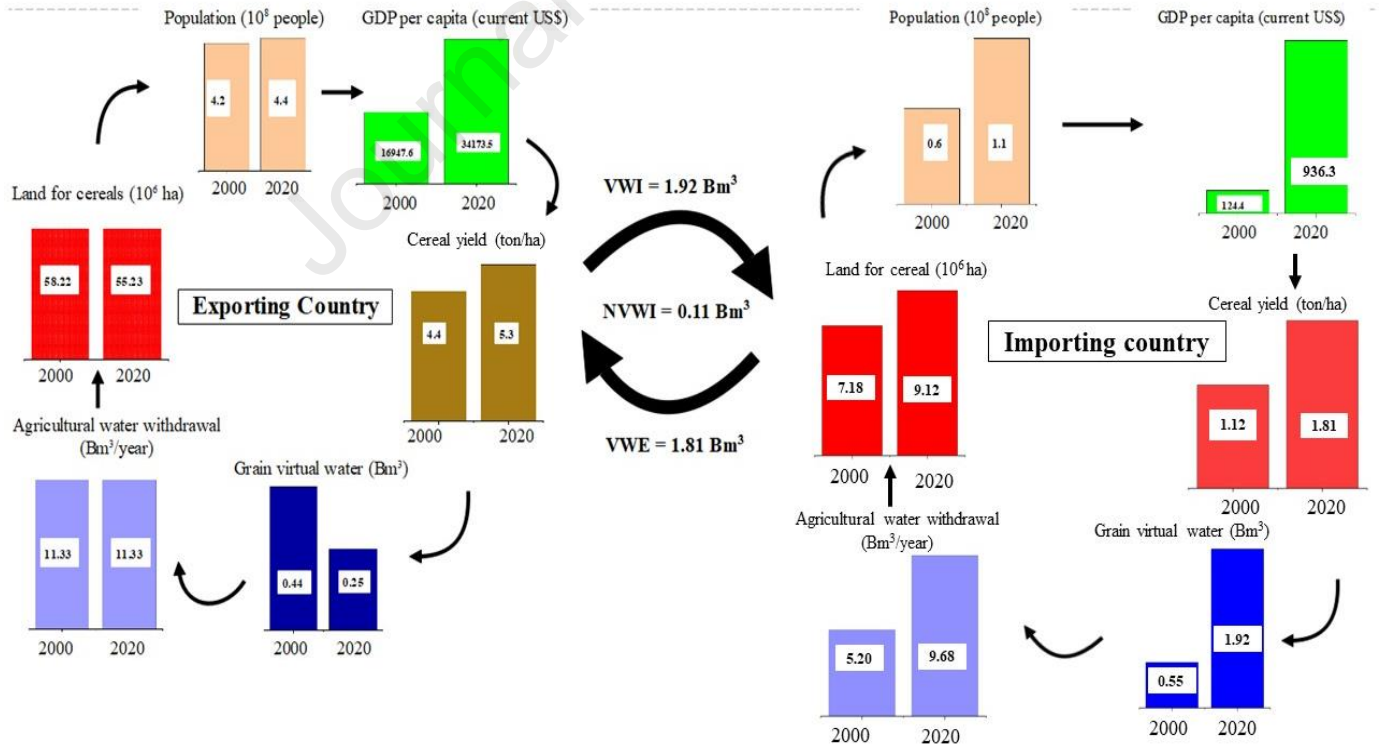 Journal
Population (10⁸ people)
4.2
4.4
2000
2020
GDP per capita (current US$)
16947.6
34173.5
2000
2020
Land for cereals (10⁶ ha)
58.22
55.23
2000
2020
Exporting Country
Cereal yield (ton/ha)
4.4
5.3
2000
2020
Agricultural water withdrawal
(Bm³/year)
11.33
11.33
2000
2020
Grain virtual water (Bm³)
0.44
0.25
2000
2020
VWI = 1.92 Bm³
NVWI = 0.11 Bm³
VWE = 1.81 Bm³
Population (10⁸ people)
0.6
1.1
2000
2020
GDP per capita (current US$)
124.4
936.3
2000
2020
Land for cereal (10⁶ ha)
7.18
9.12
2000
2020
Importing country
Cereal yield (ton/ha)
1.12
1.81
2000
2020
Agricultural water withdrawal
(Bm³/year)
5.20
9.68
2000
2020
Grain virtual water (Bm³)
0.55
1.92
2000
2020